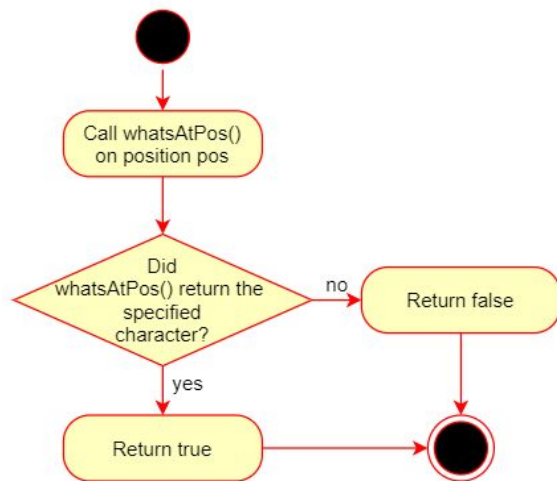 Call whatsAtPos()
on position pos
Did
whatsAtPos() return the
specified
character?
no
Return false
yes
Return true